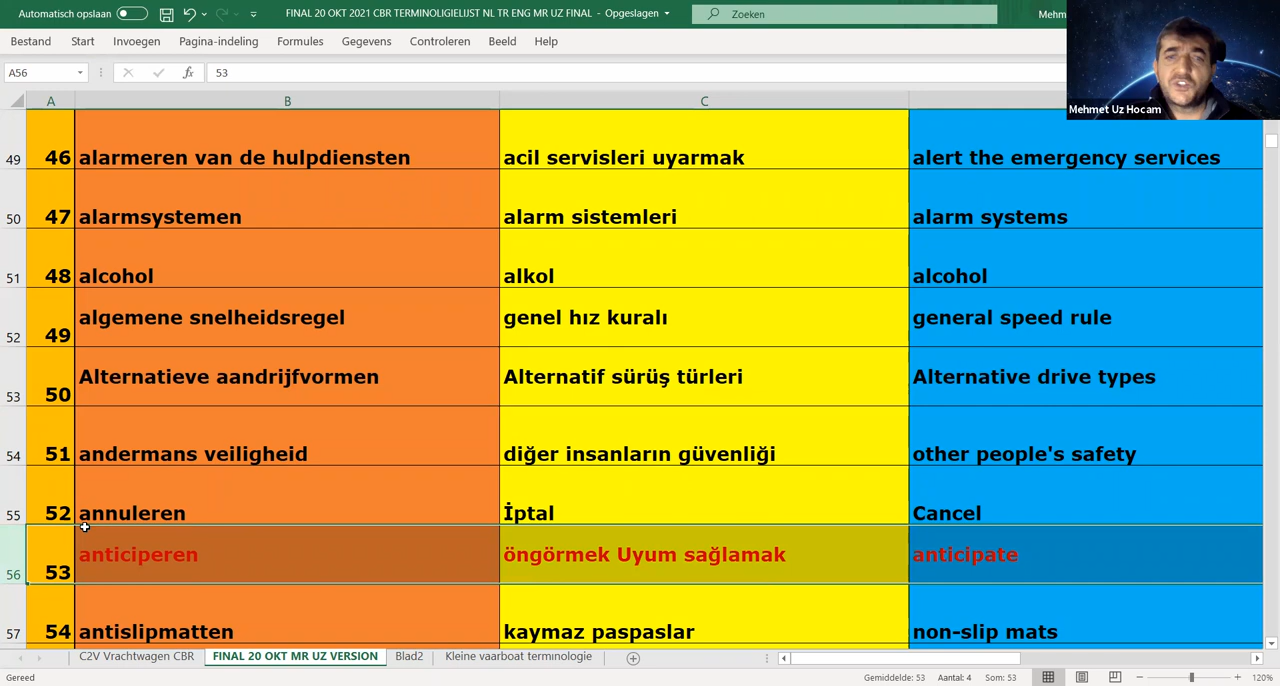 Automatisch opslaan
FINAL 20 OKT 2021 CBR TERMINOLIGIELIJST NL TR ENG MR UZ FINAL - Opgeslagen
Zoeken
Mehm
Bestand Start Invoegen Pagina-indeling Formules Gegevens Controleren Beeld Help
A56 fx 53
Mehmet Uz Hocam
A B C
49 46 alarmeren van de hulpdiensten acil servisleri uyarmak alert the emergency services
50 47 alarmsystemen alarm sistemleri alarm systems
51 48 alcohol alkol alcohol
52 49 algemene snelheidsregel genel hız kuralı general speed rule
53 50 Alternatieve aandrijfvormen Alternatif sürüş türleri Alternative drive types
54 51 andermans veiligheid diğer insanların güvenliği other people's safety
55 52 annuleren İptal Cancel
56 53 anticiperen öngörmek Uyum sağlamak anticipate
57 54 antislipmatten kaymaz paspaslar non-slip mats
C2V Vrachtwagen CBR FINAL 20 OKT MR UZ VERSION Blad2 Kleine vaarboat terminologie
Gereed Gemiddelde: 53 Aantal: 4 Som: 53 120%